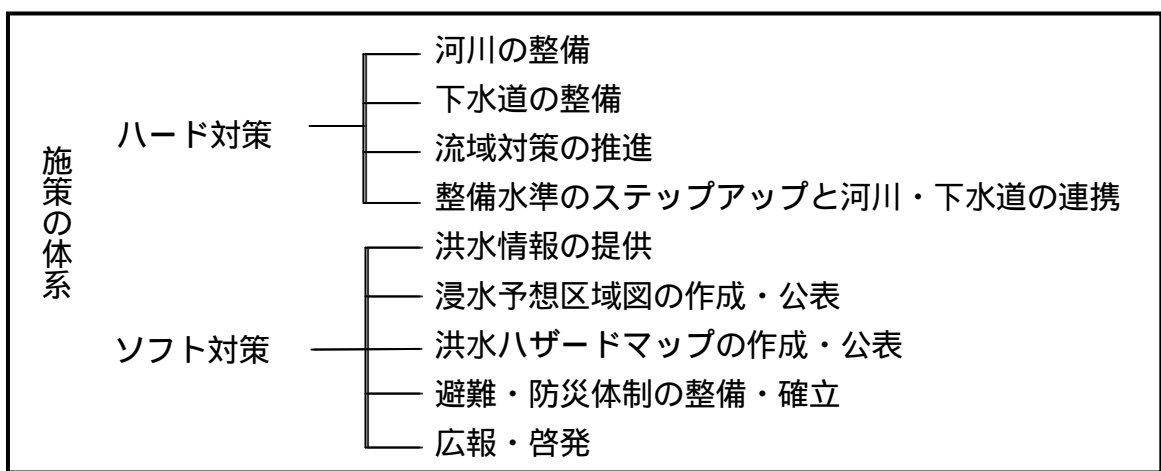 施策の体系
ハード対策
河川の整備
下水道の整備
流域対策の推進
整備水準のステップアップと河川・下水道の連携
ソフト対策
洪水情報の提供
浸水予想区域図の作成・公表
洪水ハザードマップの作成・公表
避難・防災体制の整備・確立
広報・啓発